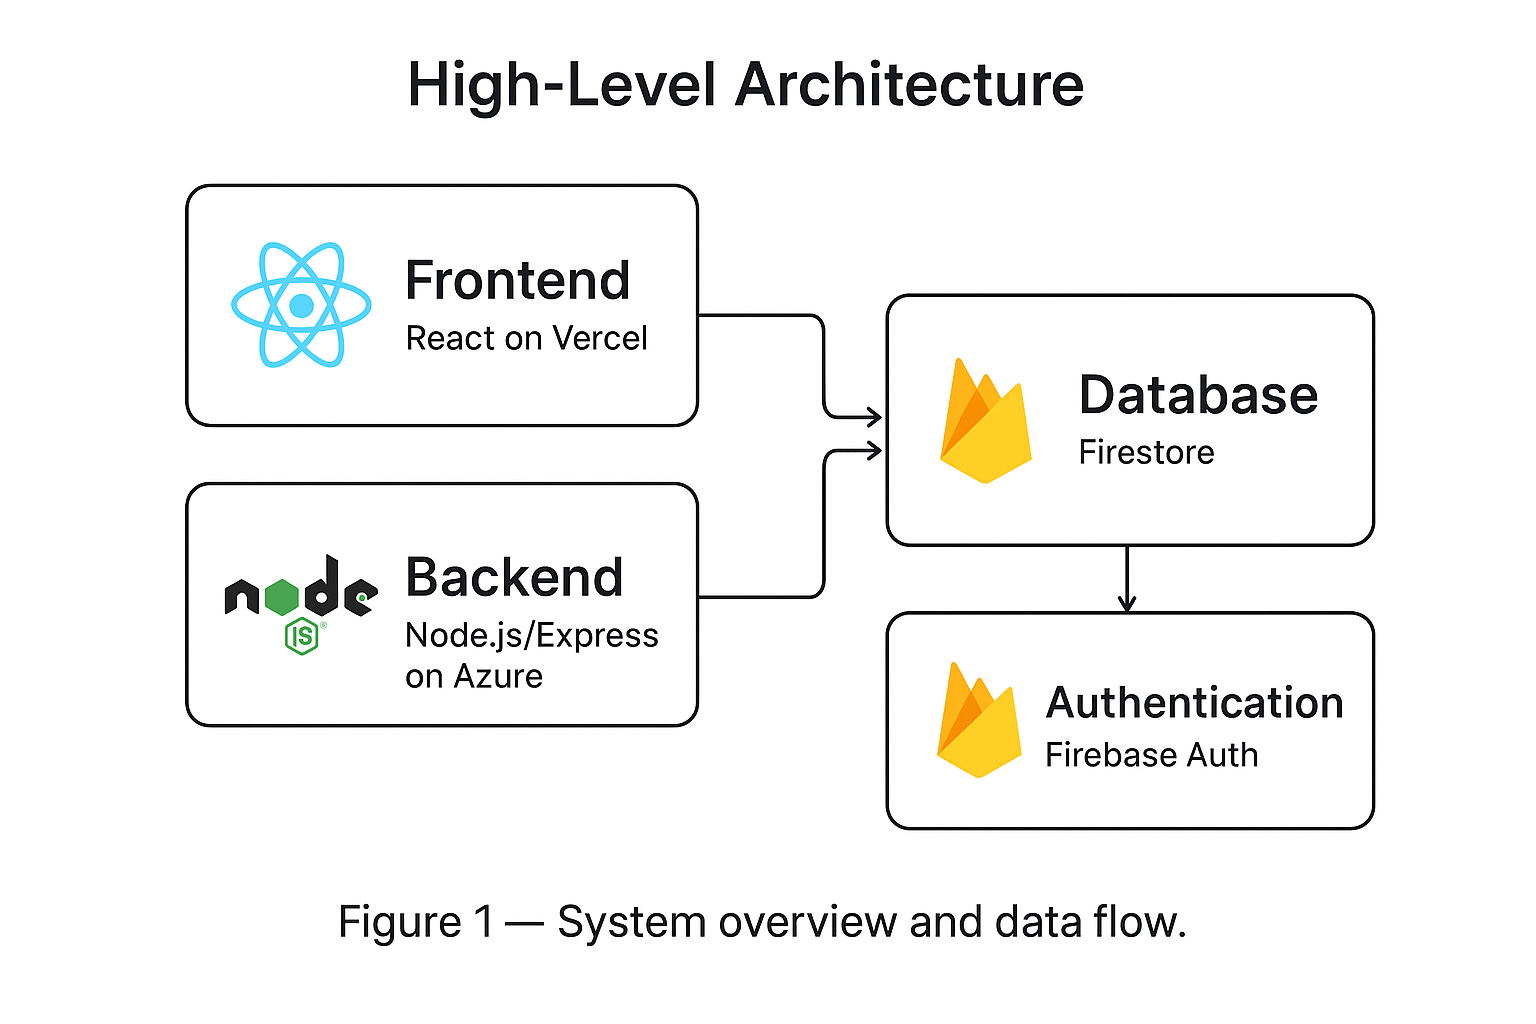 High-Level Architecture
Frontend
React on Vercel
node
JS®
Backend
Node.js/Express
on Azure
Database
Firestore
Authentication
Firebase Auth
Figure 1 — System overview and data flow.